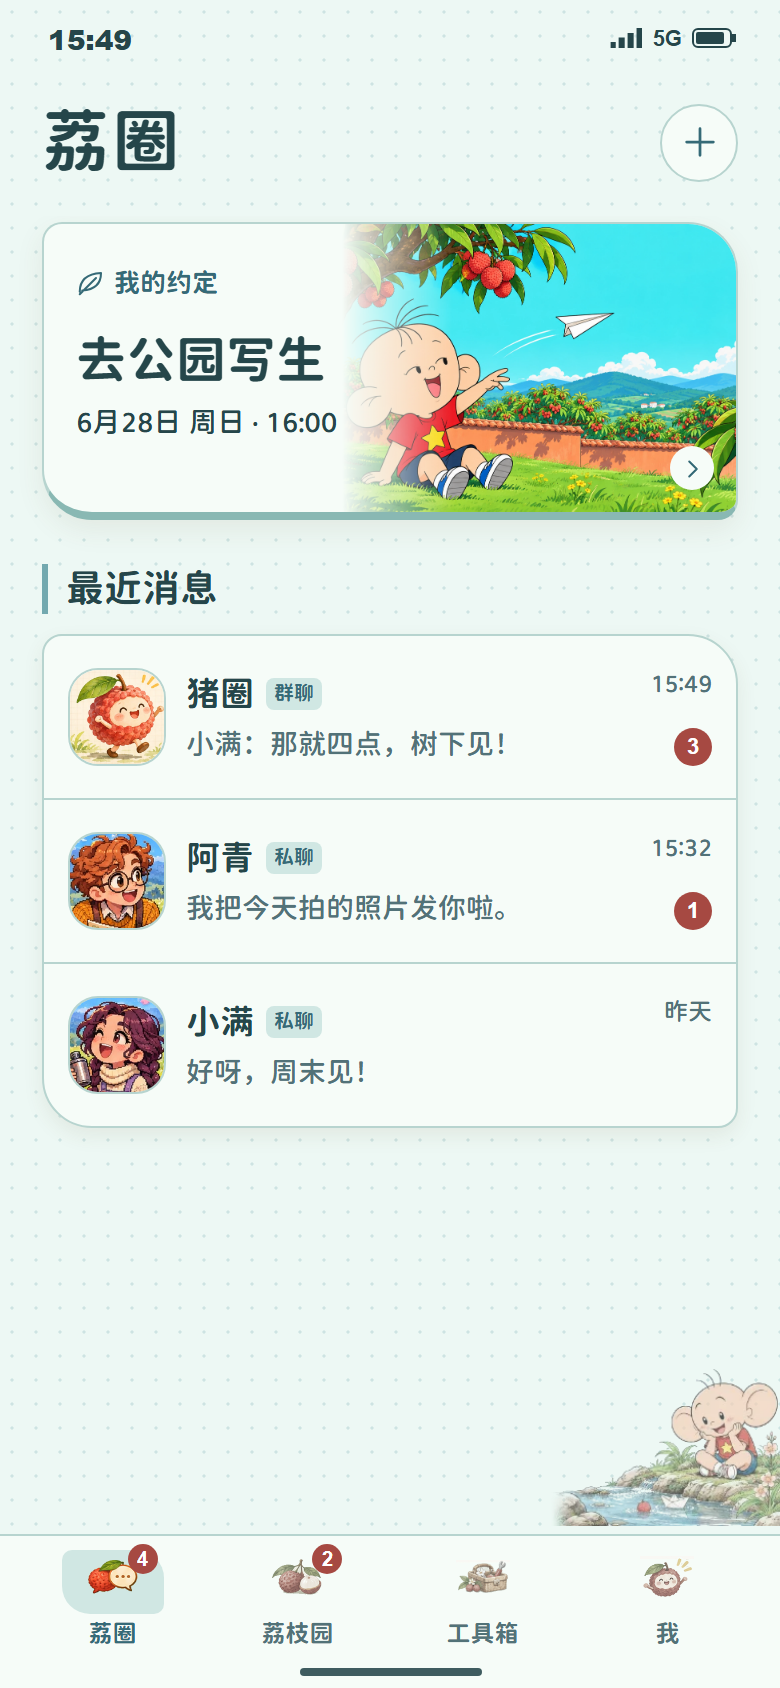 15:49
5G
荔圈
我的约定
去公园写生
6月28日 周日 · 16:00
最近消息
猪圈 群聊 15:49
小满：那就四点，树下见！ 3
阿青 私聊 15:32
我把今天拍的照片发你啦。 1
小满 私聊 昨天
好呀，周末见！
4 2
荔圈 荔枝园 工具箱 我